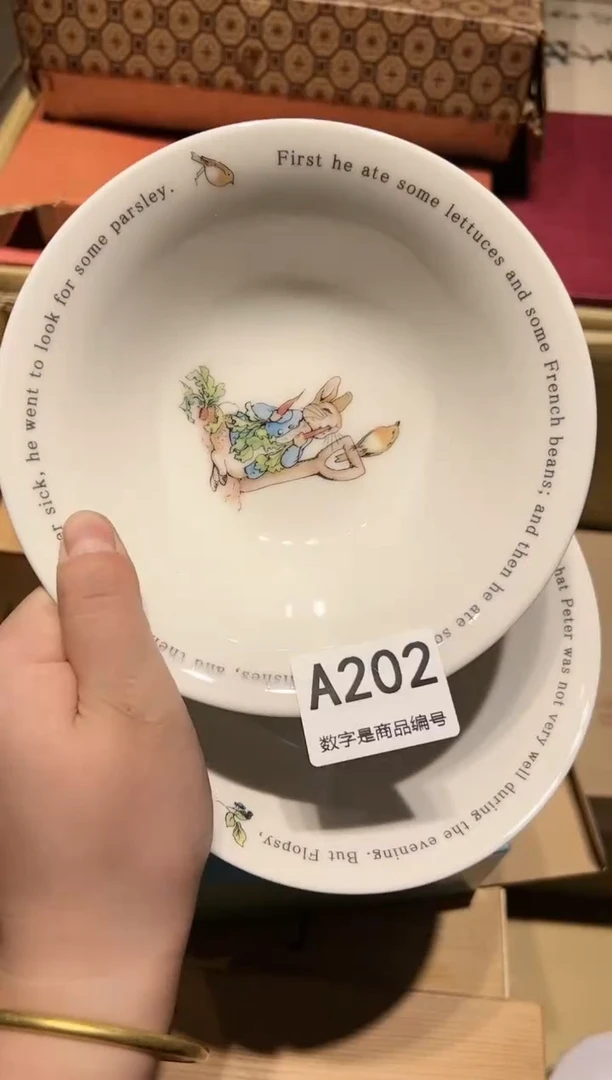 First he ate some lettuces and some French beans; and then he ate so
and then
sick, he went to look for some parsley.
A202
数字是商品编号
Peter was not very well during the evening. But Flopsy,